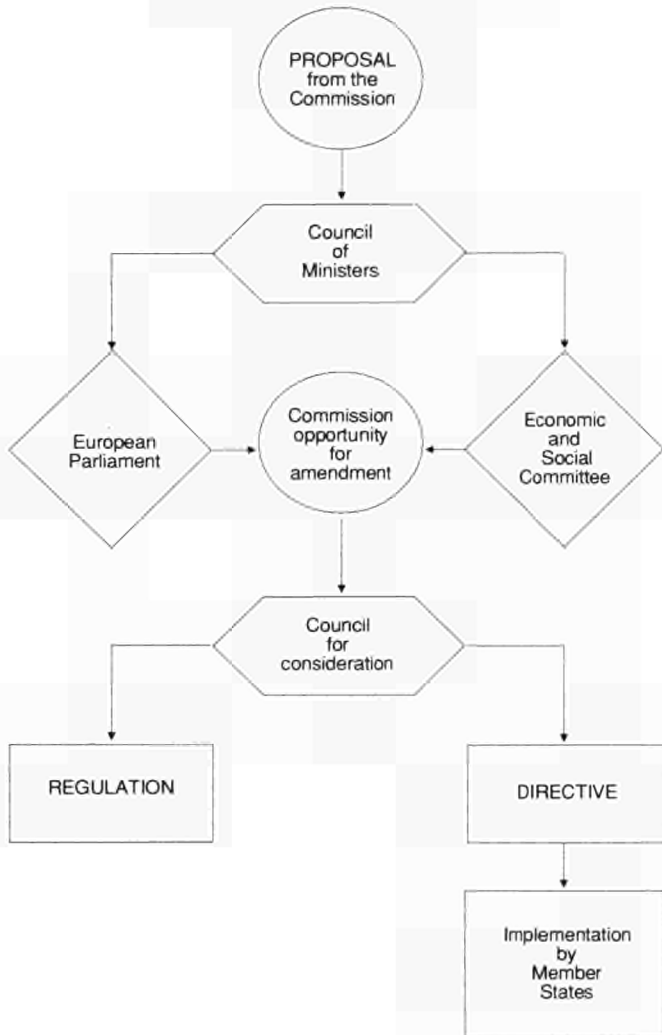 PROPOSAL
from the
Commission
Council
of
Ministers
European
Parliament
Commission
opportunity
for
amendment
Economic
and
Social
Committee
Council
for
consideration
REGULATION
DIRECTIVE
Implementation
by
Member
States